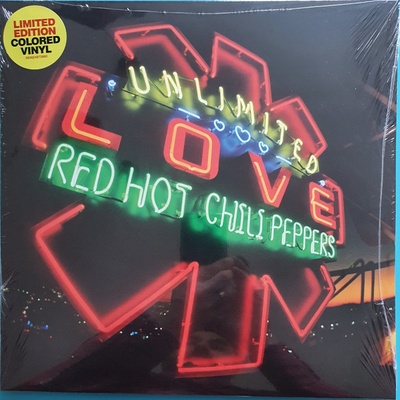 LIMITED
EDITION
COLORED
VINYL
UNLIMITED
LOVE
RED HOT CHILI PEPPERS